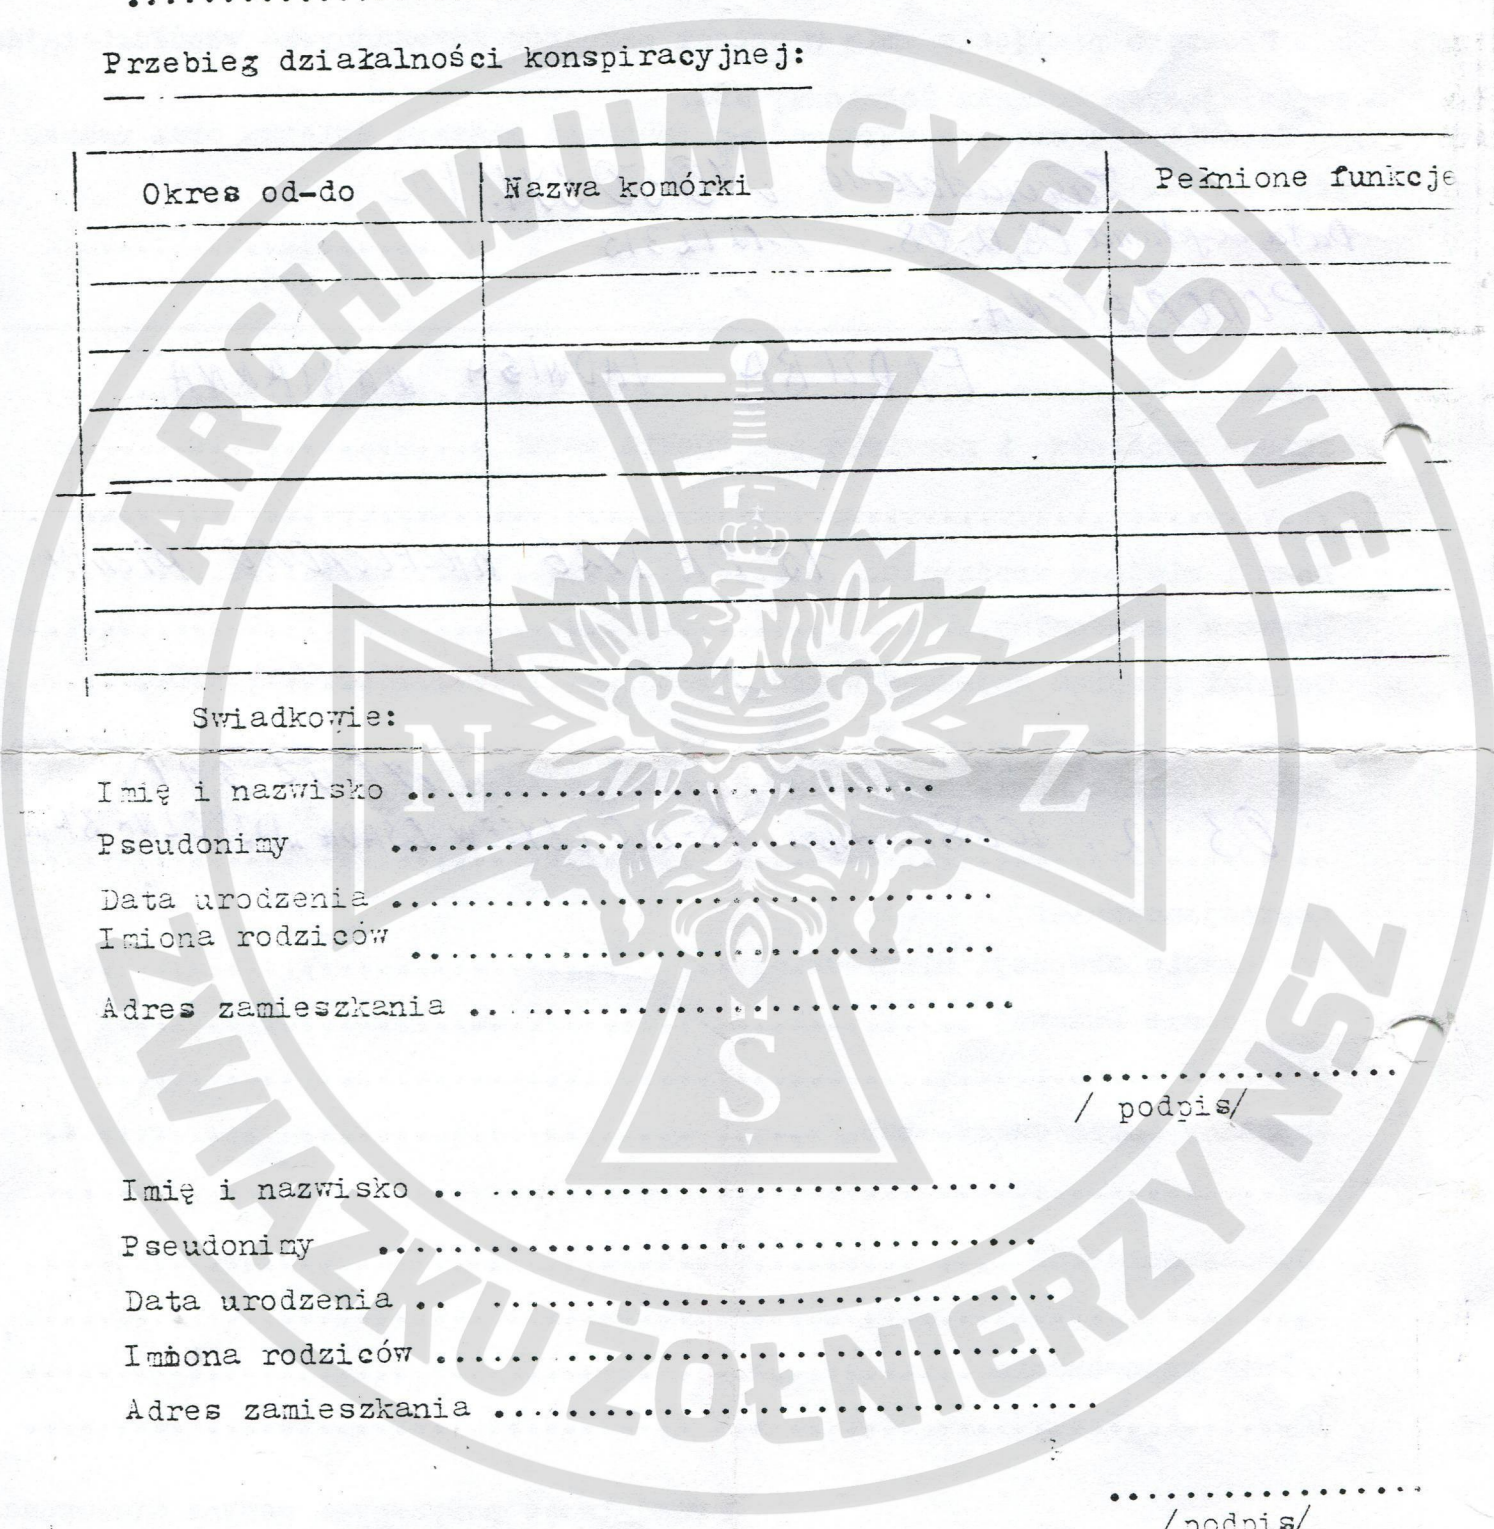 Przebieg działalności konspiracyjnej:
Okres od-do Nazwa komórki Pełnione funkcje
Swiadkowie:
Imię i nazwisko ..............................
Pseudonimy ..................................
Data urodzenia ................................
Imiona rodziców ..............................
Adres zamieszkania ............................
.................
/ podpis/
Imię i nazwisko .. ............................
Pseudonimy ..................................
Data urodzenia .. .............................
Imiona rodziców ...............................
Adres zamieszkania ..............................
.................
/podpis/
ARCHIWUM CYFROWE
ZWIĄZKU ŻOŁNIERZY NSZ
N
Z
S